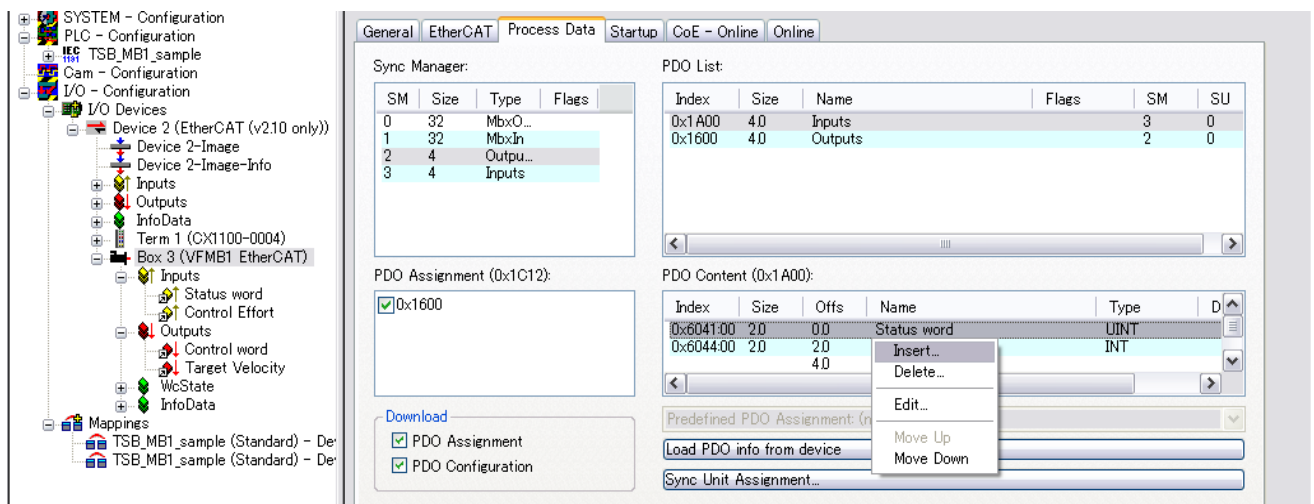 SYSTEM - Configuration
PLC - Configuration
IEC 1131 TSB_MB1_sample
Cam - Configuration
I/O - Configuration
I/O Devices
Device 2 (EtherCAT (v2.10 only))
Device 2-Image
Device 2-Image-Info
Inputs
Outputs
InfoData
Term 1 (CX1100-0004)
Box 3 (VFMB1 EtherCAT)
Inputs
Status word
Control Effort
Outputs
Control word
Target Velocity
WcState
InfoData
Mappings
TSB_MB1_sample (Standard) - De
TSB_MB1_sample (Standard) - De
General EtherCAT Process Data Startup CoE - Online Online
Sync Manager:
SM Size Type Flags
0 32 MbxO...
1 32 MbxIn
2 4 Outpu...
3 4 Inputs
PDO List:
Index Size Name Flags SM SU
0x1A00 4.0 Inputs 3 0
0x1600 4.0 Outputs 2 0
PDO Assignment (0x1C12):
0x1600
PDO Content (0x1A00):
Index Size Offs Name Type D
0x6041:00 2.0 0.0 Status word UINT
0x6044:00 2.0 2.0 INT
4.0
Insert...
Delete...
Edit...
Move Up
Move Down
Download
PDO Assignment
PDO Configuration
Predefined PDO Assignment: (n
Load PDO info from device
Sync Unit Assignment...